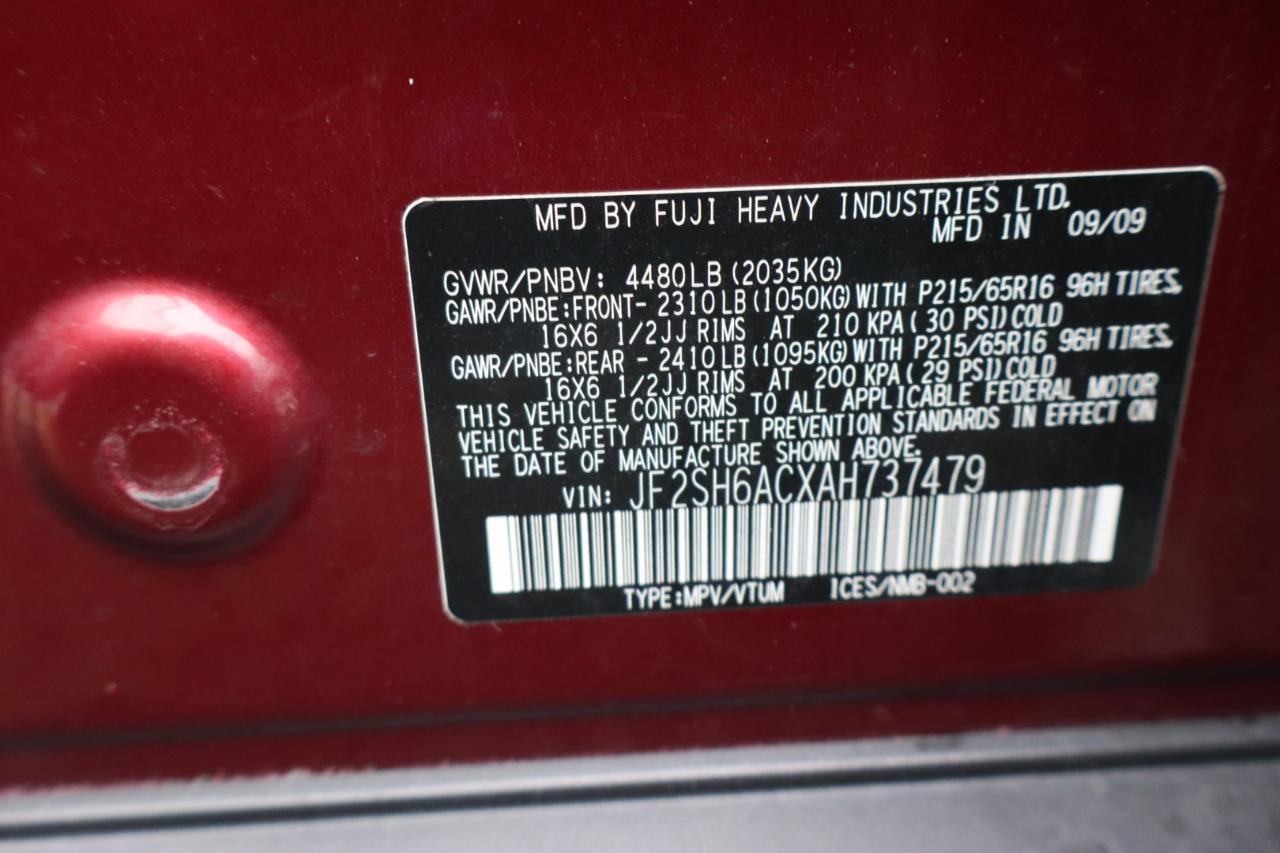 MFD BY FUJI HEAVY INDUSTRIES LTD.
MFD IN 09/09
GVWR/PNBV: 4480LB (2035KG)
GAWR/PNBE:FRONT- 2310LB (1050KG) WITH P215/65R16 96H TIRES.
16X6 1/2JJ RIMS AT 210 KPA ( 30 PSI) COLD
GAWR/PNBE:REAR - 2410LB (1095KG) WITH P215/65R16 96H TIRES.
16X6 1/2JJ RIMS AT 200 KPA ( 29 PSI) COLD
THIS VEHICLE CONFORMS TO ALL APPLICABLE FEDERAL MOTOR
VEHICLE SAFETY AND THEFT PREVENTION STANDARDS IN EFFECT ON
THE DATE OF MANUFACTURE SHOWN ABOVE.
VIN: JF2SH6ACXAH737479
TYPE:MPV/VTUM ICES/NMB-002